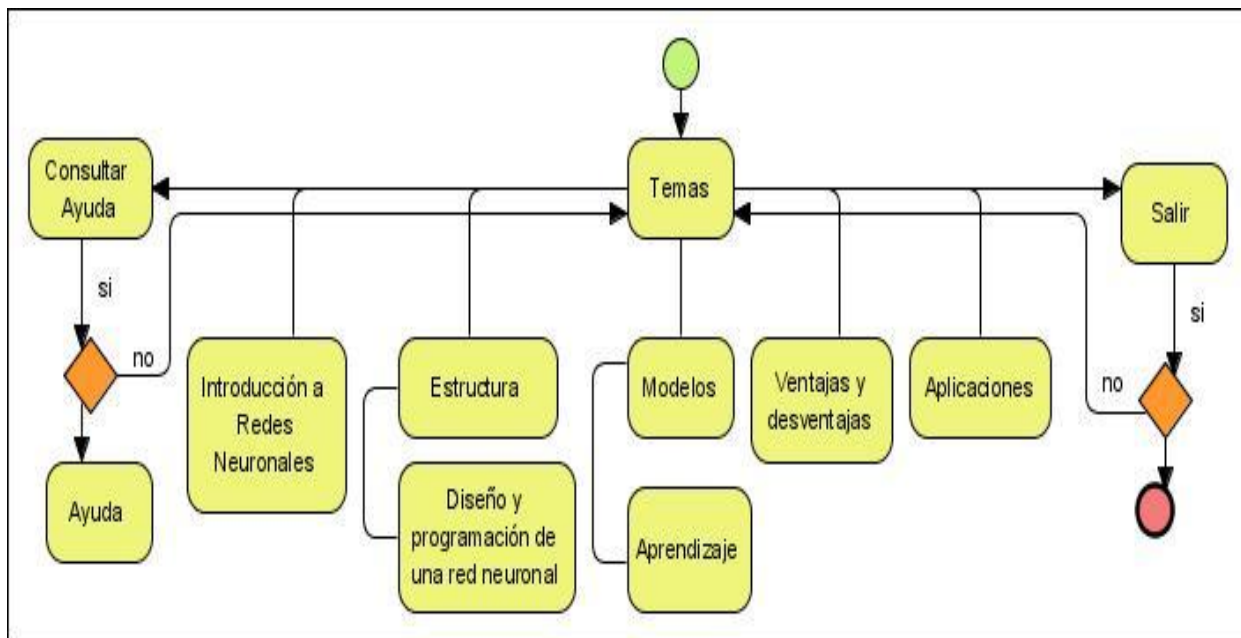 Temas
Consultar
Ayuda
Salir
si
no
Ayuda
Introducción a
Redes
Neuronales
Estructura
Diseño y
programación de
una red neuronal
Modelos
Aprendizaje
Ventajas y
desventajas
Aplicaciones
si
no